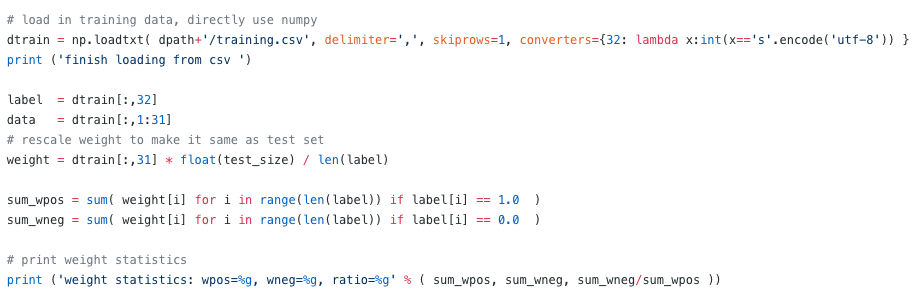 # load in training data, directly use numpy
dtrain = np.loadtxt( dpath+'/training.csv', delimiter=',', skiprows=1, converters={32: lambda x:int(x=='s'.encode('utf-8')) }
print ('finish loading from csv ')

label  = dtrain[:,32]
data   = dtrain[:,1:31]
# rescale weight to make it same as test set
weight = dtrain[:,31] * float(test_size) / len(label)

sum_wpos = sum( weight[i] for i in range(len(label)) if label[i] == 1.0  )
sum_wneg = sum( weight[i] for i in range(len(label)) if label[i] == 0.0  )

# print weight statistics
print ('weight statistics: wpos=%g, wneg=%g, ratio=%g' % ( sum_wpos, sum_wneg, sum_wneg/sum_wpos ))